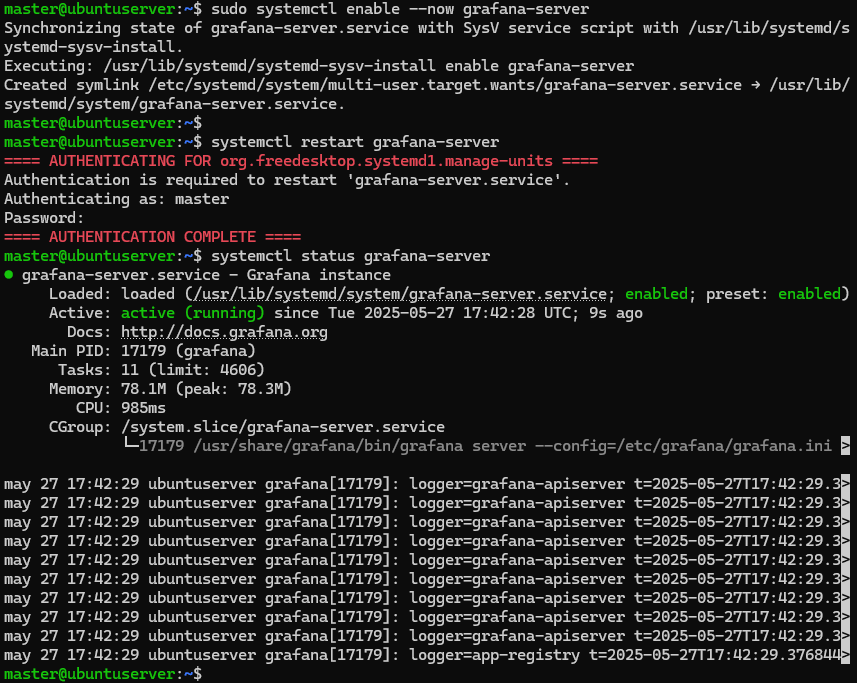 master@ubuntuserver:~$ sudo systemctl enable --now grafana-server
Synchronizing state of grafana-server.service with SysV service script with /usr/lib/systemd/s
ystemd-sysv-install.
Executing: /usr/lib/systemd/systemd-sysv-install enable grafana-server
Created symlink /etc/systemd/system/multi-user.target.wants/grafana-server.service → /usr/lib/
systemd/system/grafana-server.service.
master@ubuntuserver:~$
master@ubuntuserver:~$ systemctl restart grafana-server
==== AUTHENTICATING FOR org.freedesktop.systemd1.manage-units ====
Authentication is required to restart 'grafana-server.service'.
Authenticating as: master
Password:
==== AUTHENTICATION COMPLETE ====
master@ubuntuserver:~$ systemctl status grafana-server
● grafana-server.service - Grafana instance
     Loaded: loaded (/usr/lib/systemd/system/grafana-server.service; enabled; preset: enabled)
     Active: active (running) since Tue 2025-05-27 17:42:28 UTC; 9s ago
       Docs: http://docs.grafana.org
   Main PID: 17179 (grafana)
      Tasks: 11 (limit: 4606)
     Memory: 78.1M (peak: 78.3M)
        CPU: 985ms
     CGroup: /system.slice/grafana-server.service
             └─17179 /usr/share/grafana/bin/grafana server --config=/etc/grafana/grafana.ini >
may 27 17:42:29 ubuntuserver grafana[17179]: logger=grafana-apiserver t=2025-05-27T17:42:29.3>
may 27 17:42:29 ubuntuserver grafana[17179]: logger=grafana-apiserver t=2025-05-27T17:42:29.3>
may 27 17:42:29 ubuntuserver grafana[17179]: logger=grafana-apiserver t=2025-05-27T17:42:29.3>
may 27 17:42:29 ubuntuserver grafana[17179]: logger=grafana-apiserver t=2025-05-27T17:42:29.3>
may 27 17:42:29 ubuntuserver grafana[17179]: logger=grafana-apiserver t=2025-05-27T17:42:29.3>
may 27 17:42:29 ubuntuserver grafana[17179]: logger=grafana-apiserver t=2025-05-27T17:42:29.3>
may 27 17:42:29 ubuntuserver grafana[17179]: logger=grafana-apiserver t=2025-05-27T17:42:29.3>
may 27 17:42:29 ubuntuserver grafana[17179]: logger=grafana-apiserver t=2025-05-27T17:42:29.3>
may 27 17:42:29 ubuntuserver grafana[17179]: logger=grafana-apiserver t=2025-05-27T17:42:29.3>
may 27 17:42:29 ubuntuserver grafana[17179]: logger=app-registry t=2025-05-27T17:42:29.376844>
master@ubuntuserver:~$